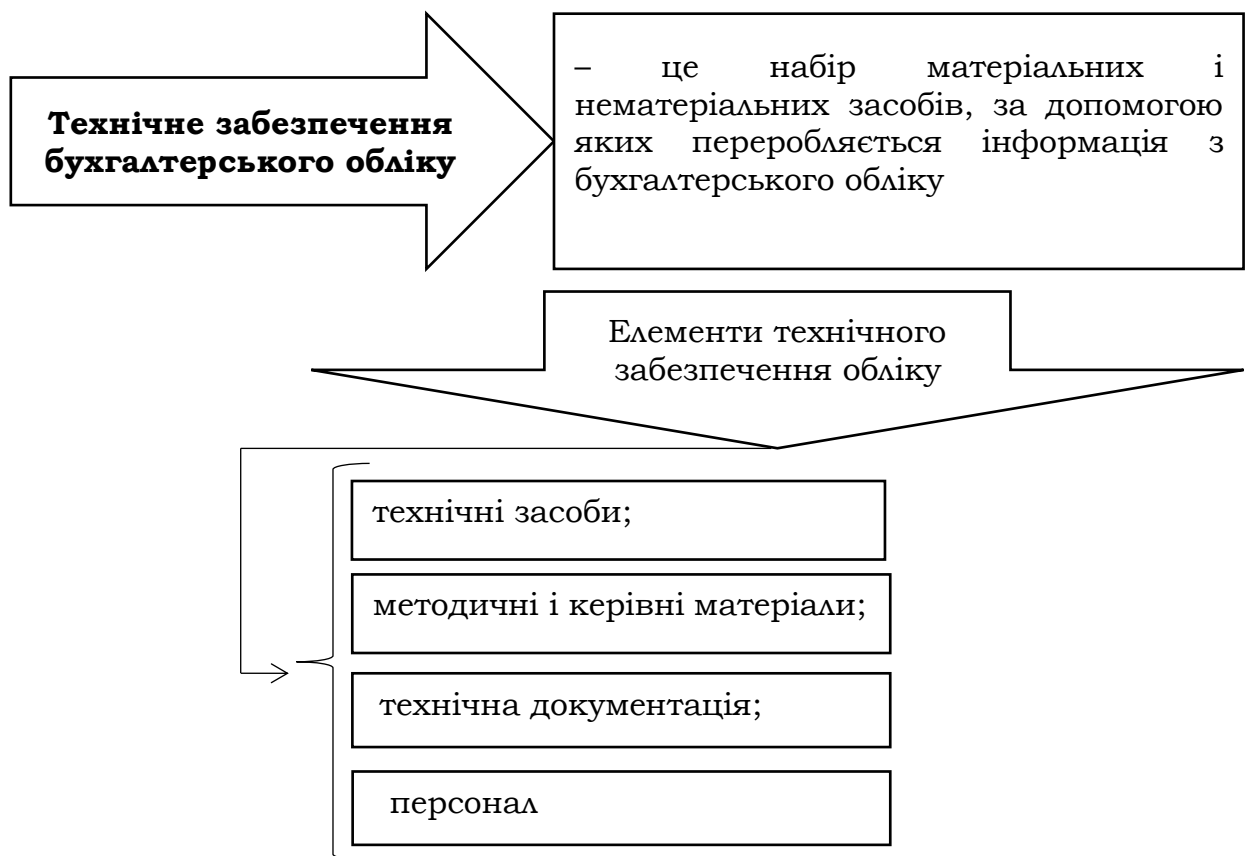 Технічне забезпечення
бухгалтерського обліку
– це набір матеріальних і
нематеріальних засобів, за допомогою
яких переробляється інформація з
бухгалтерського обліку
Елементи технічного
забезпечення обліку
технічні засоби;
методичні і керівні матеріали;
технічна документація;
персонал